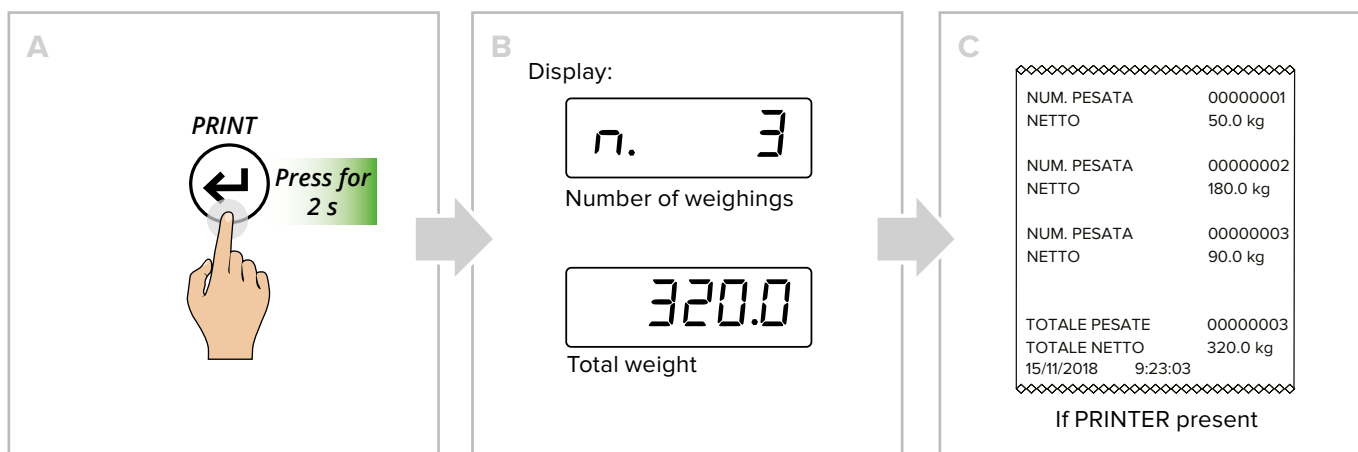 A
PRINT
Press for
2 s
B
Display:
n. 3
Number of weighings
320.0
Total weight
C
NUM. PESATA 00000001
NETTO 50.0 kg
NUM. PESATA 00000002
NETTO 180.0 kg
NUM. PESATA 00000003
NETTO 90.0 kg
TOTALE PESATE 00000003
TOTALE NETTO 320.0 kg
15/11/2018 9:23:03
If PRINTER present